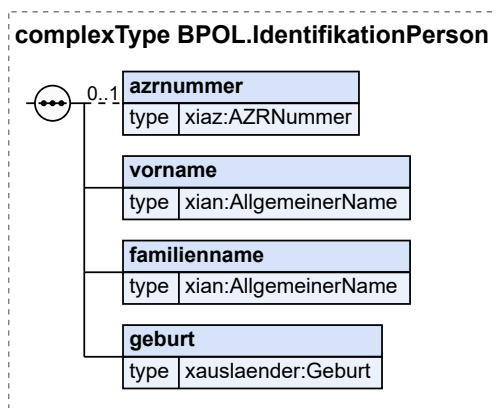 complexType BPOL.IdentifikationPerson
0..1
azrnummer
type xiaz:AZRNummer
vorname
type xian:AllgemeinerName
familienname
type xian:AllgemeinerName
geburt
type xauslaender:Geburt